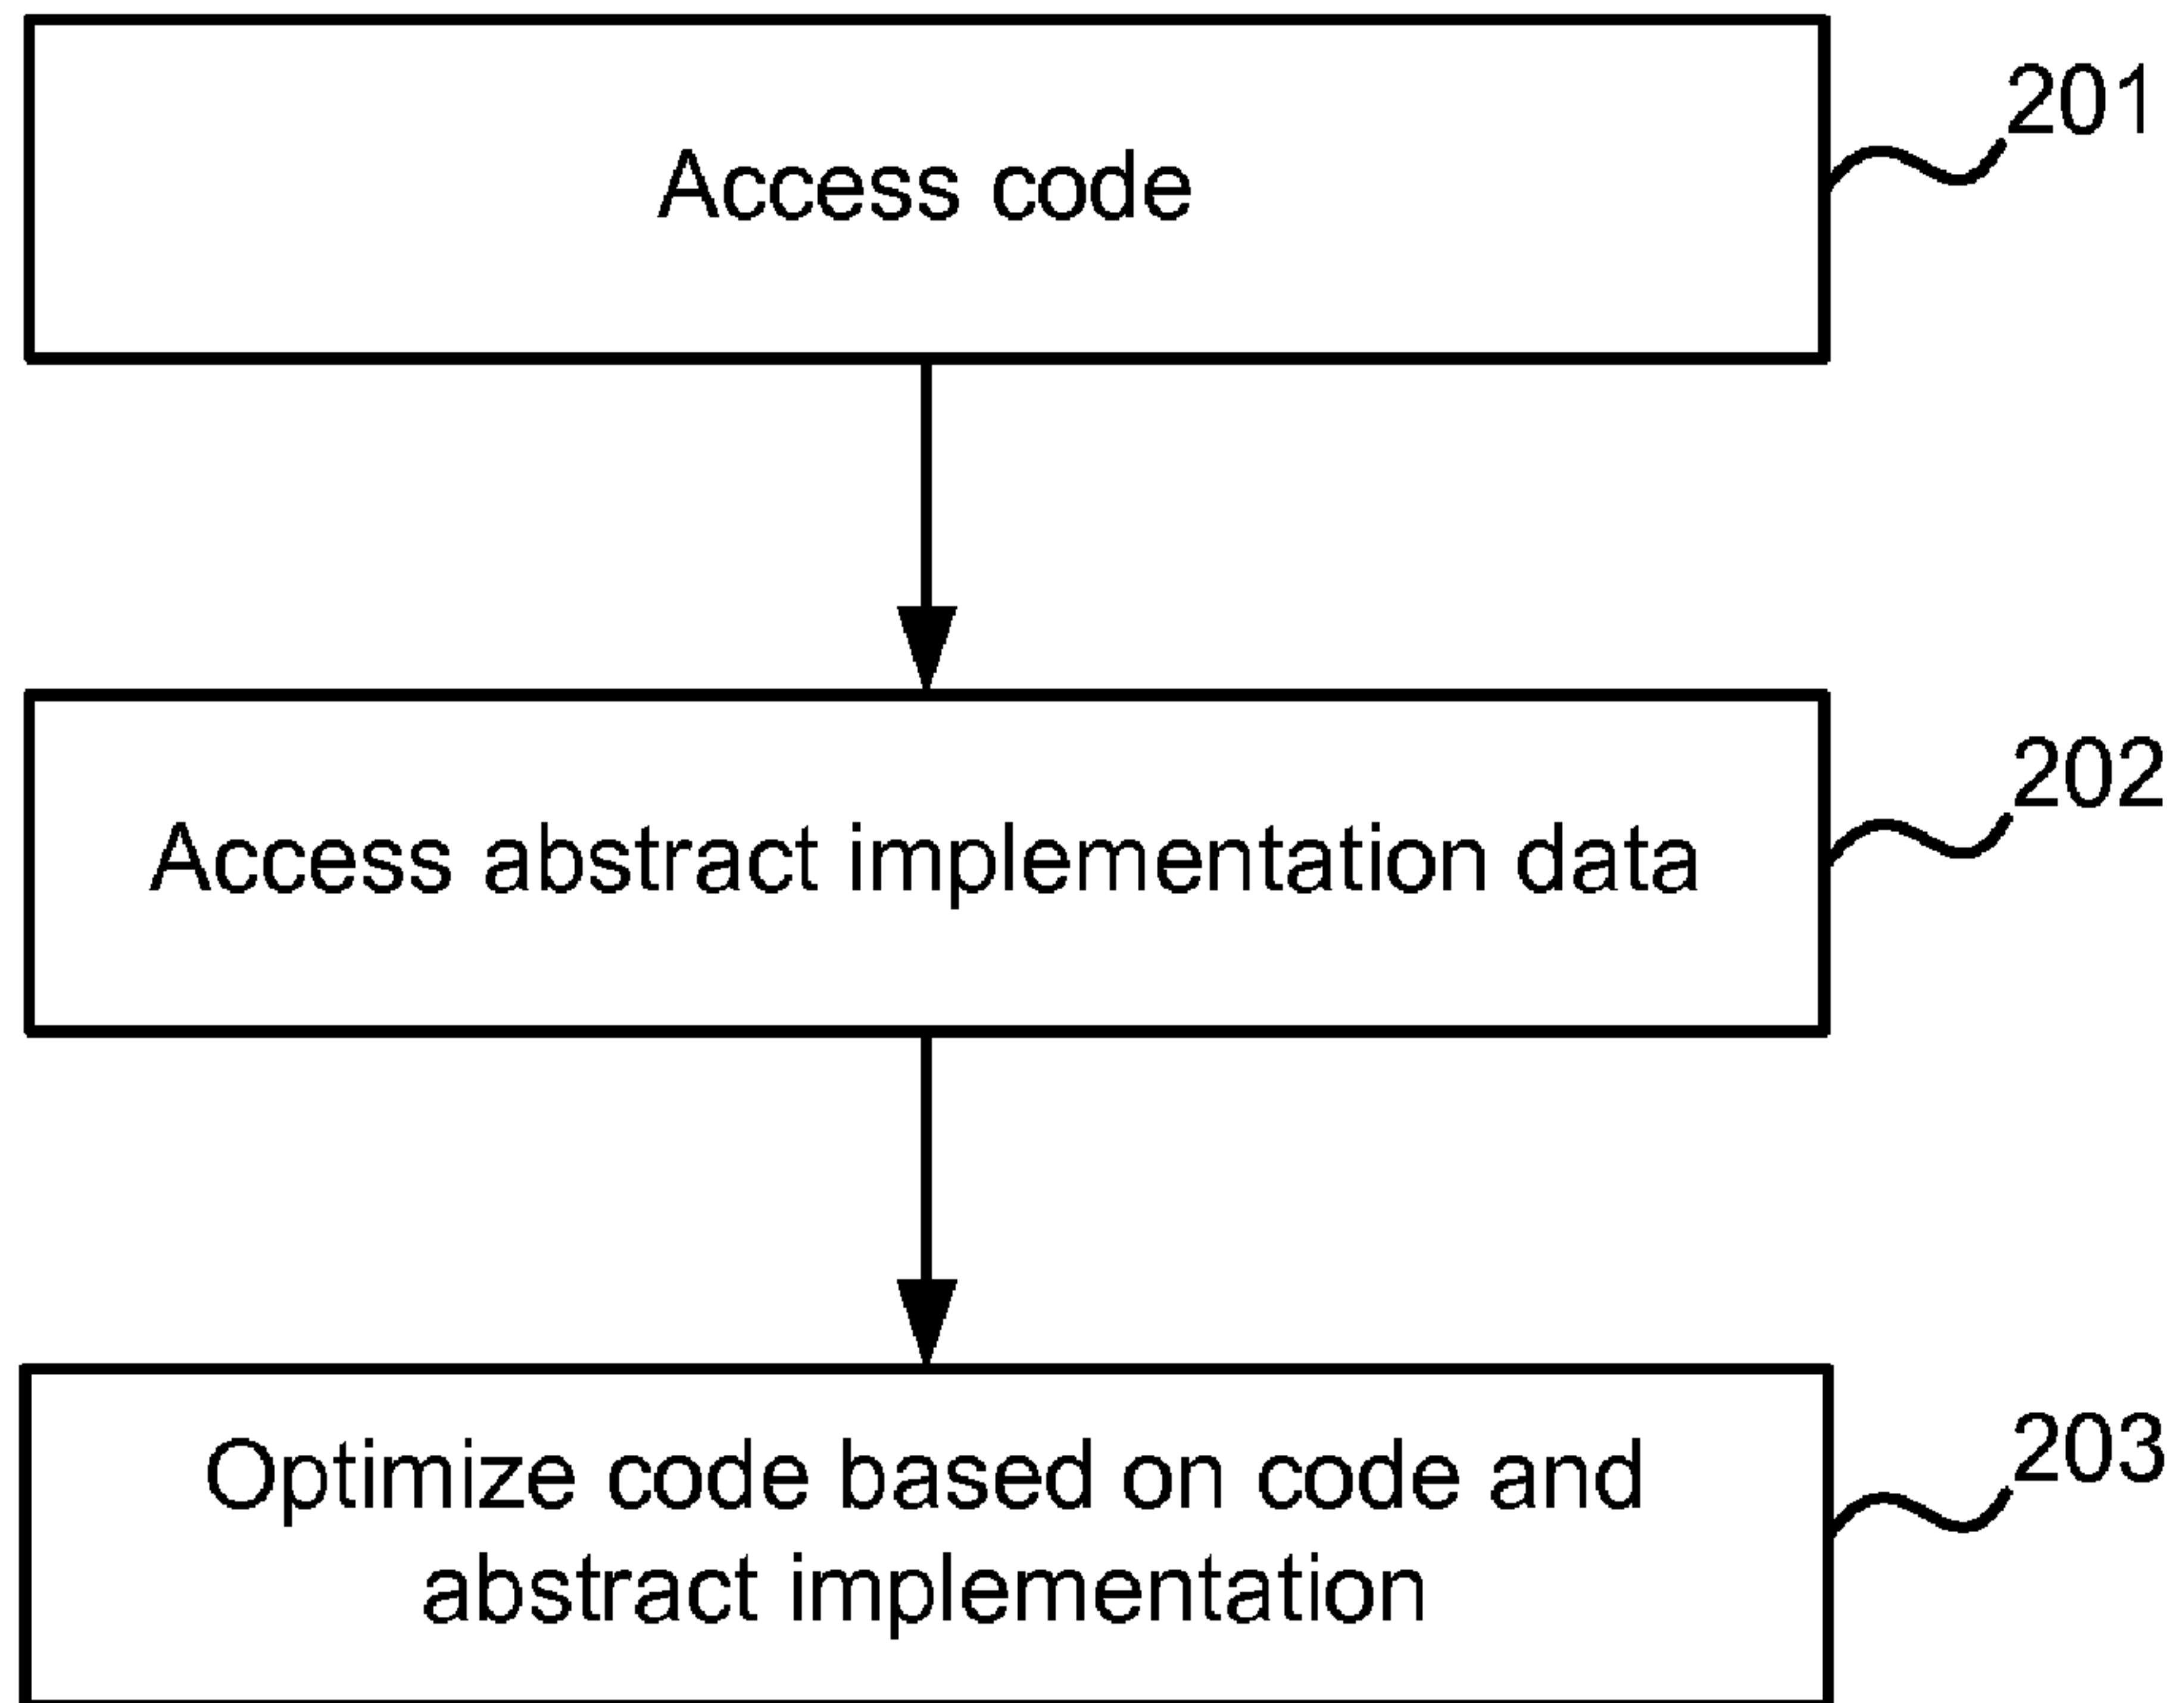 201
Access code
202
Access abstract implementation data
203
Optimize code based on code and
abstract implementation